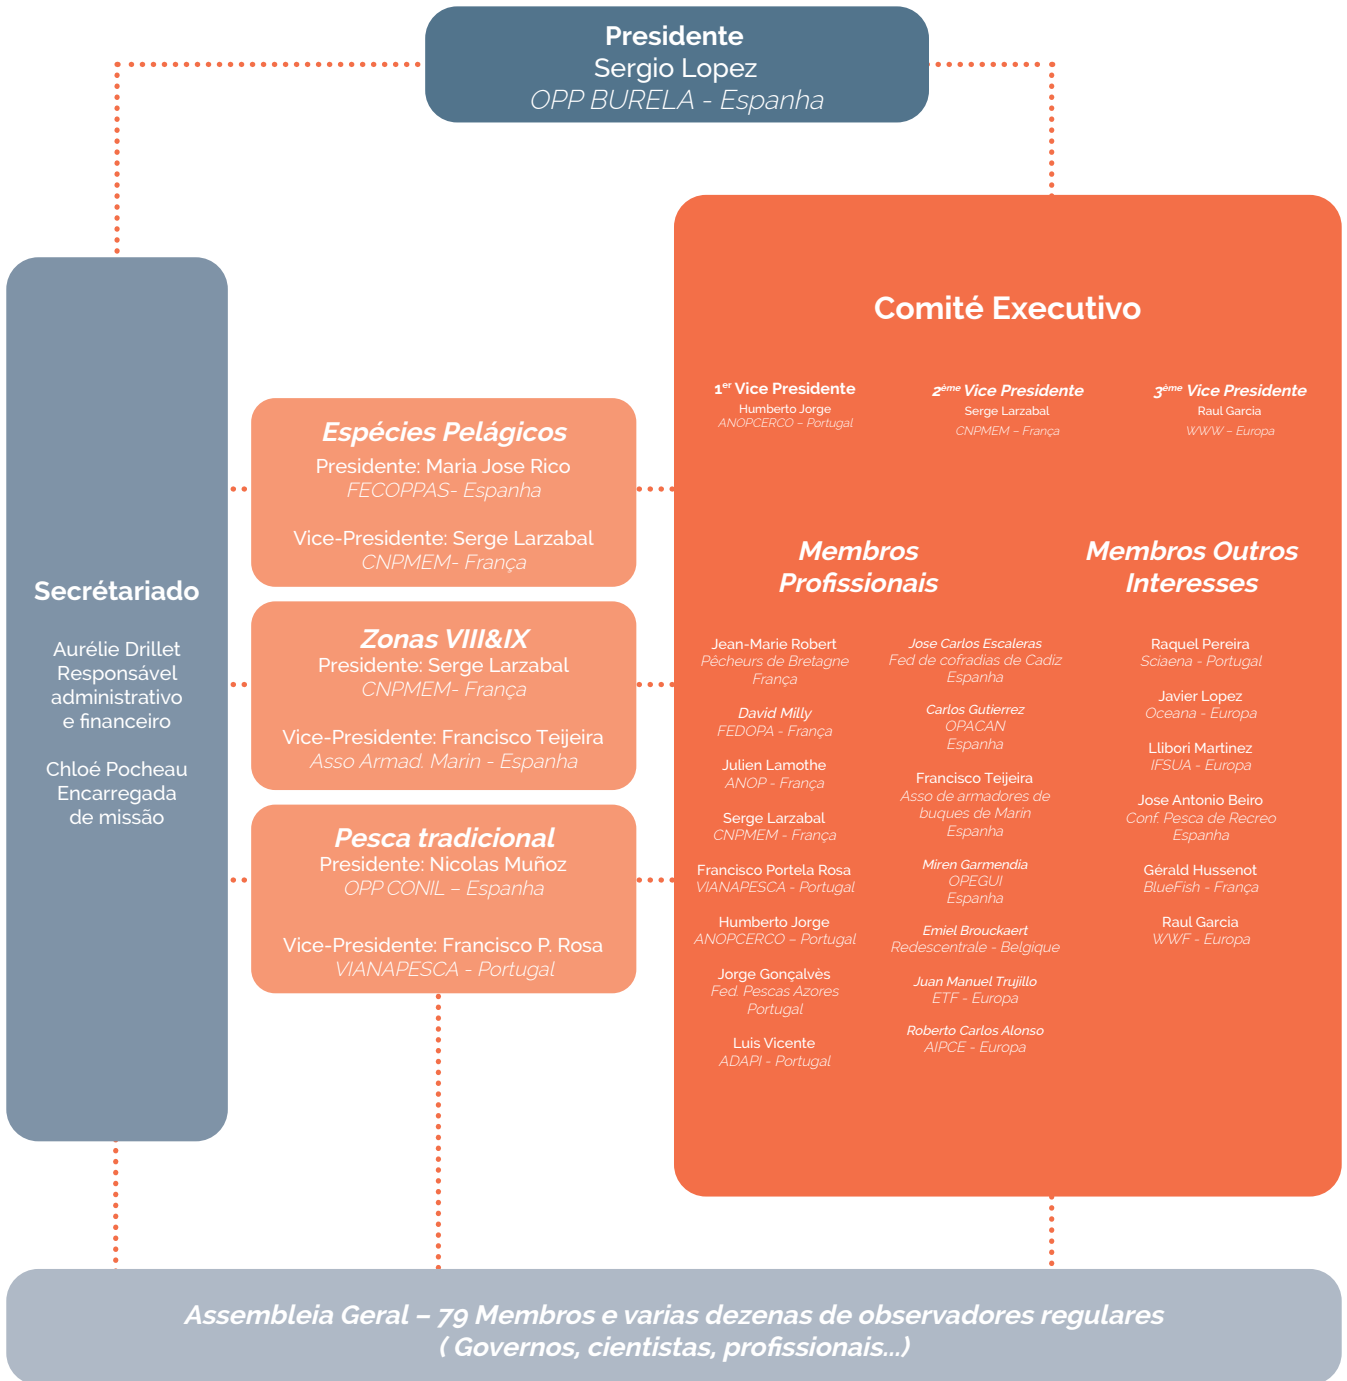 Presidente
Sergio Lopez
OPP BURELA - Espanha
Secrétariado
Aurélie Drillet
Responsável
administrativo
e financeiro
Chloé Pocheau
Encarregada
de missão
Espécies Pelágicos
Presidente: Maria Jose Rico
FECOPPAS- Espanha
Vice-Presidente: Serge Larzabal
CNPMEM- França
Zonas VIII&IX
Presidente: Serge Larzabal
CNPMEM- França
Vice-Presidente: Francisco Teijeira
Asso Armad. Marin - Espanha
Pesca tradicional
Presidente: Nicolas Muñoz
OPP CONIL – Espanha
Vice-Presidente: Francisco P. Rosa
VIANAPESCA - Portugal
Comité Executivo
1er Vice Presidente
Humberto Jorge
ANOPCERCO – Portugal
2ème Vice Presidente
Serge Larzabal
CNPMEM – França
3ème Vice Presidente
Raul Garcia
WWW – Europa
Membros
Profissionais
Jean-Marie Robert
Pêcheurs de Bretagne
França
David Milly
FEDOPA - França
Julien Lamothe
ANOP - França
Serge Larzabal
CNPMEM - França
Francisco Portela Rosa
VIANAPESCA - Portugal
Humberto Jorge
ANOPCERCO – Portugal
Jorge Gonçalvès
Fed. Pescas Azores
Portugal
Luis Vicente
ADAPI - Portugal
Jose Carlos Escaleras
Fed de cofradias de Cadiz
Espanha
Carlos Gutierrez
OPACAN
Espanha
Francisco Teijeira
Asso de armadores de
buques de Marin
Espanha
Miren Garmendia
OPEGUI
Espanha
Emiel Brouckaert
Redescentrale - Belgique
Juan Manuel Trujillo
ETF - Europa
Roberto Carlos Alonso
AIPCE - Europa
Membros Outros
Interesses
Raquel Pereira
Sciaena - Portugal
Javier Lopez
Oceana - Europa
Llibori Martinez
IFSUA - Europa
Jose Antonio Beiro
Conf. Pesca de Recreo
Espanha
Gérald Hussenot
BlueFish - França
Raul Garcia
WWF - Europa
Assembleia Geral – 79 Membros e varias dezenas de observadores regulares
( Governos, cientistas, profissionais...)